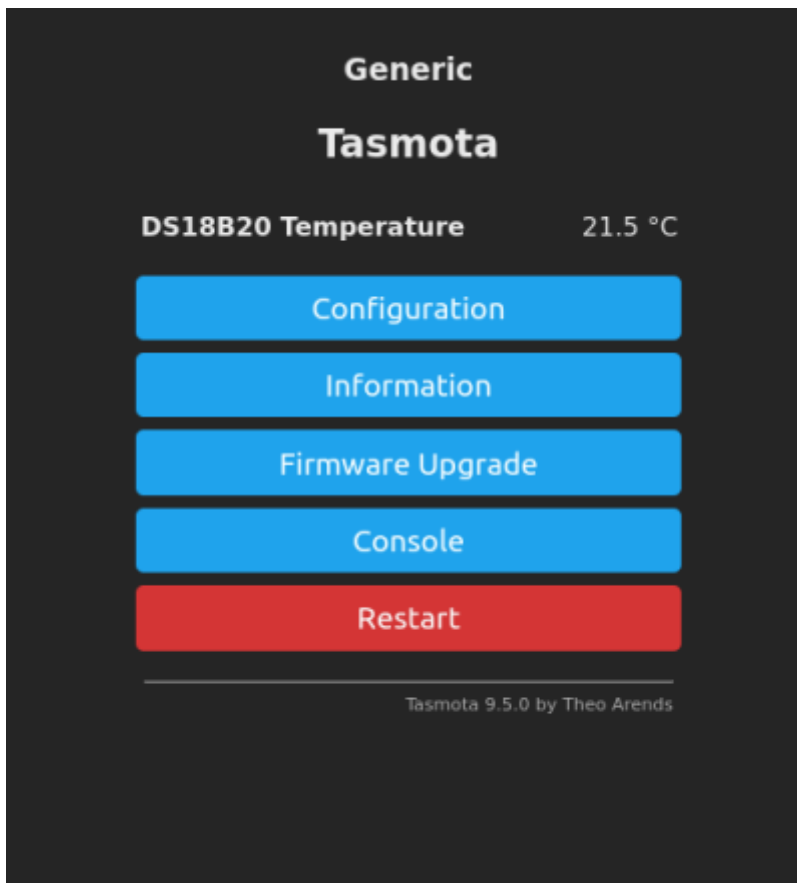 Generic
Tasmota
DS18B20 Temperature 21.5 °C
Configuration
Information
Firmware Upgrade
Console
Restart
Tasmota 9.5.0 by Theo Arends